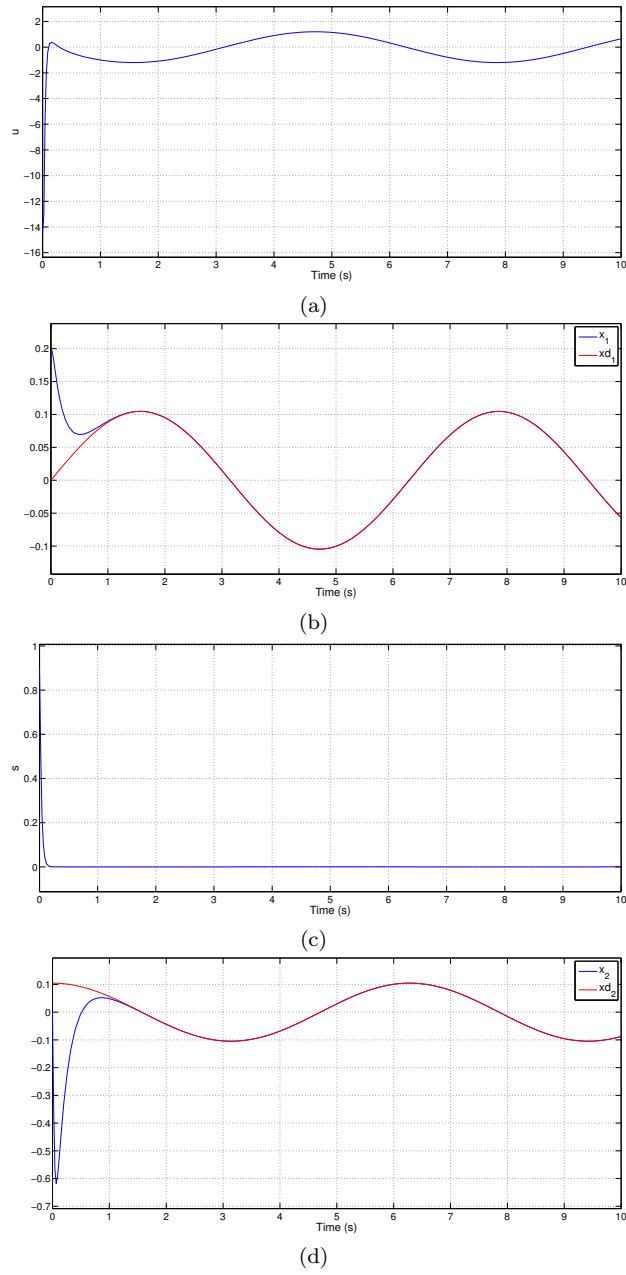 2
0
−2
−4
−6
−8
−10
−12
−14
−16
u
0 1 2 3 4 5 6 7 8 9 10
Time (s)
(a)
x1
xd1
0.2
0.15
0.1
0.05
0
−0.05
−0.1
0 1 2 3 4 5 6 7 8 9 10
Time (s)
(b)
1
0.8
0.6
0.4
0.2
0
s
0 1 2 3 4 5 6 7 8 9 10
Time (s)
(c)
x2
xd2
0.1
0
−0.1
−0.2
−0.3
−0.4
−0.5
−0.6
−0.7
0 1 2 3 4 5 6 7 8 9 10
Time (s)
(d)